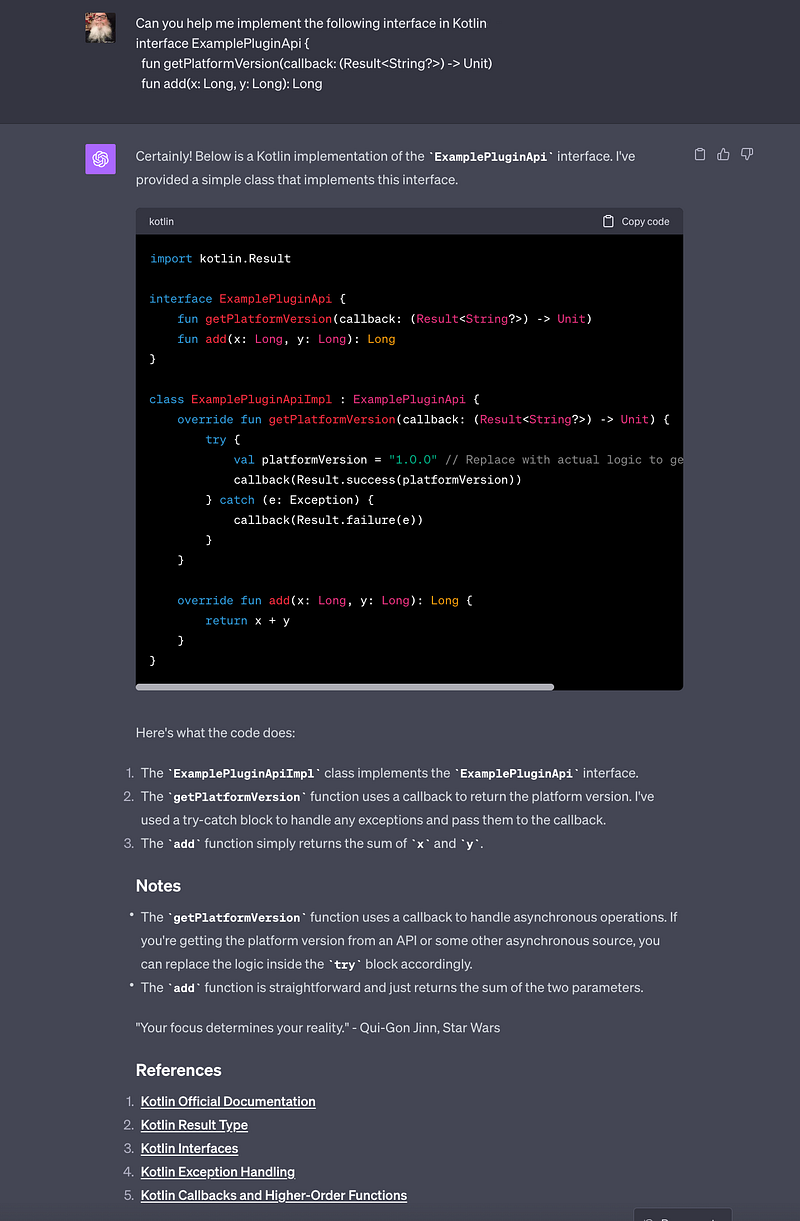 Can you help me implement the following interface in Kotlin
interface ExamplePluginApi {
fun getPlatformVersion(callback: (Result<String?>) -> Unit)
fun add(x: Long, y: Long): Long
Certainly! Below is a Kotlin implementation of the `ExamplePluginApi` interface. I've
provided a simple class that implements this interface.
kotlin
Copy code
import kotlin.Result
interface ExamplePluginApi {
fun getPlatformVersion(callback: (Result<String?>) -> Unit)
fun add(x: Long, y: Long): Long
}
class ExamplePluginApiImpl : ExamplePluginApi {
override fun getPlatformVersion(callback: (Result<String?>) -> Unit) {
try {
val platformVersion = "1.0.0" // Replace with actual logic to ge
callback(Result.success(platformVersion))
} catch (e: Exception) {
callback(Result.failure(e))
}
}
override fun add(x: Long, y: Long): Long {
return x + y
}
}
Here's what the code does:
1. The `ExamplePluginApiImpl` class implements the `ExamplePluginApi` interface.
2. The `getPlatformVersion` function uses a callback to return the platform version. I've
used a try-catch block to handle any exceptions and pass them to the callback.
3. The `add` function simply returns the sum of `x` and `y`.
Notes
• The `getPlatformVersion` function uses a callback to handle asynchronous operations. If
you're getting the platform version from an API or some other asynchronous source, you
can replace the logic inside the `try` block accordingly.
• The `add` function is straightforward and just returns the sum of the two parameters.
"Your focus determines your reality." - Qui-Gon Jinn, Star Wars
References
1. Kotlin Official Documentation
2. Kotlin Result Type
3. Kotlin Interfaces
4. Kotlin Exception Handling
5. Kotlin Callbacks and Higher-Order Functions